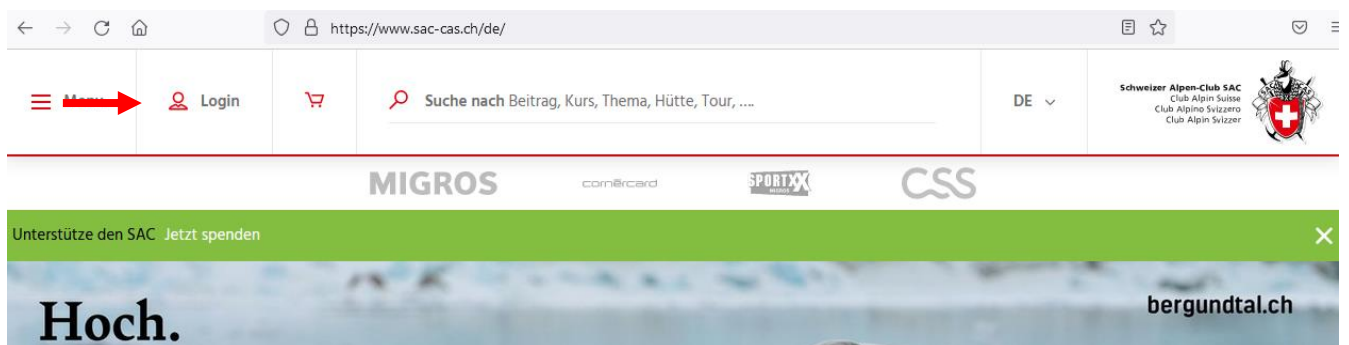 https://www.sac-cas.ch/de/
Menu
Login
Suche nach Beitrag, Kurs, Thema, Hütte, Tour, ....
DE
Schweizer Alpen-Club SAC
Club Alpin Suisse
Club Alpino Svizzero
Club Alpin Svizzer
MIGROS
cornèrcard
SPORTXX
MIGROS
CSS
Unterstütze den SAC Jetzt spenden
Hoch.
bergundtal.ch